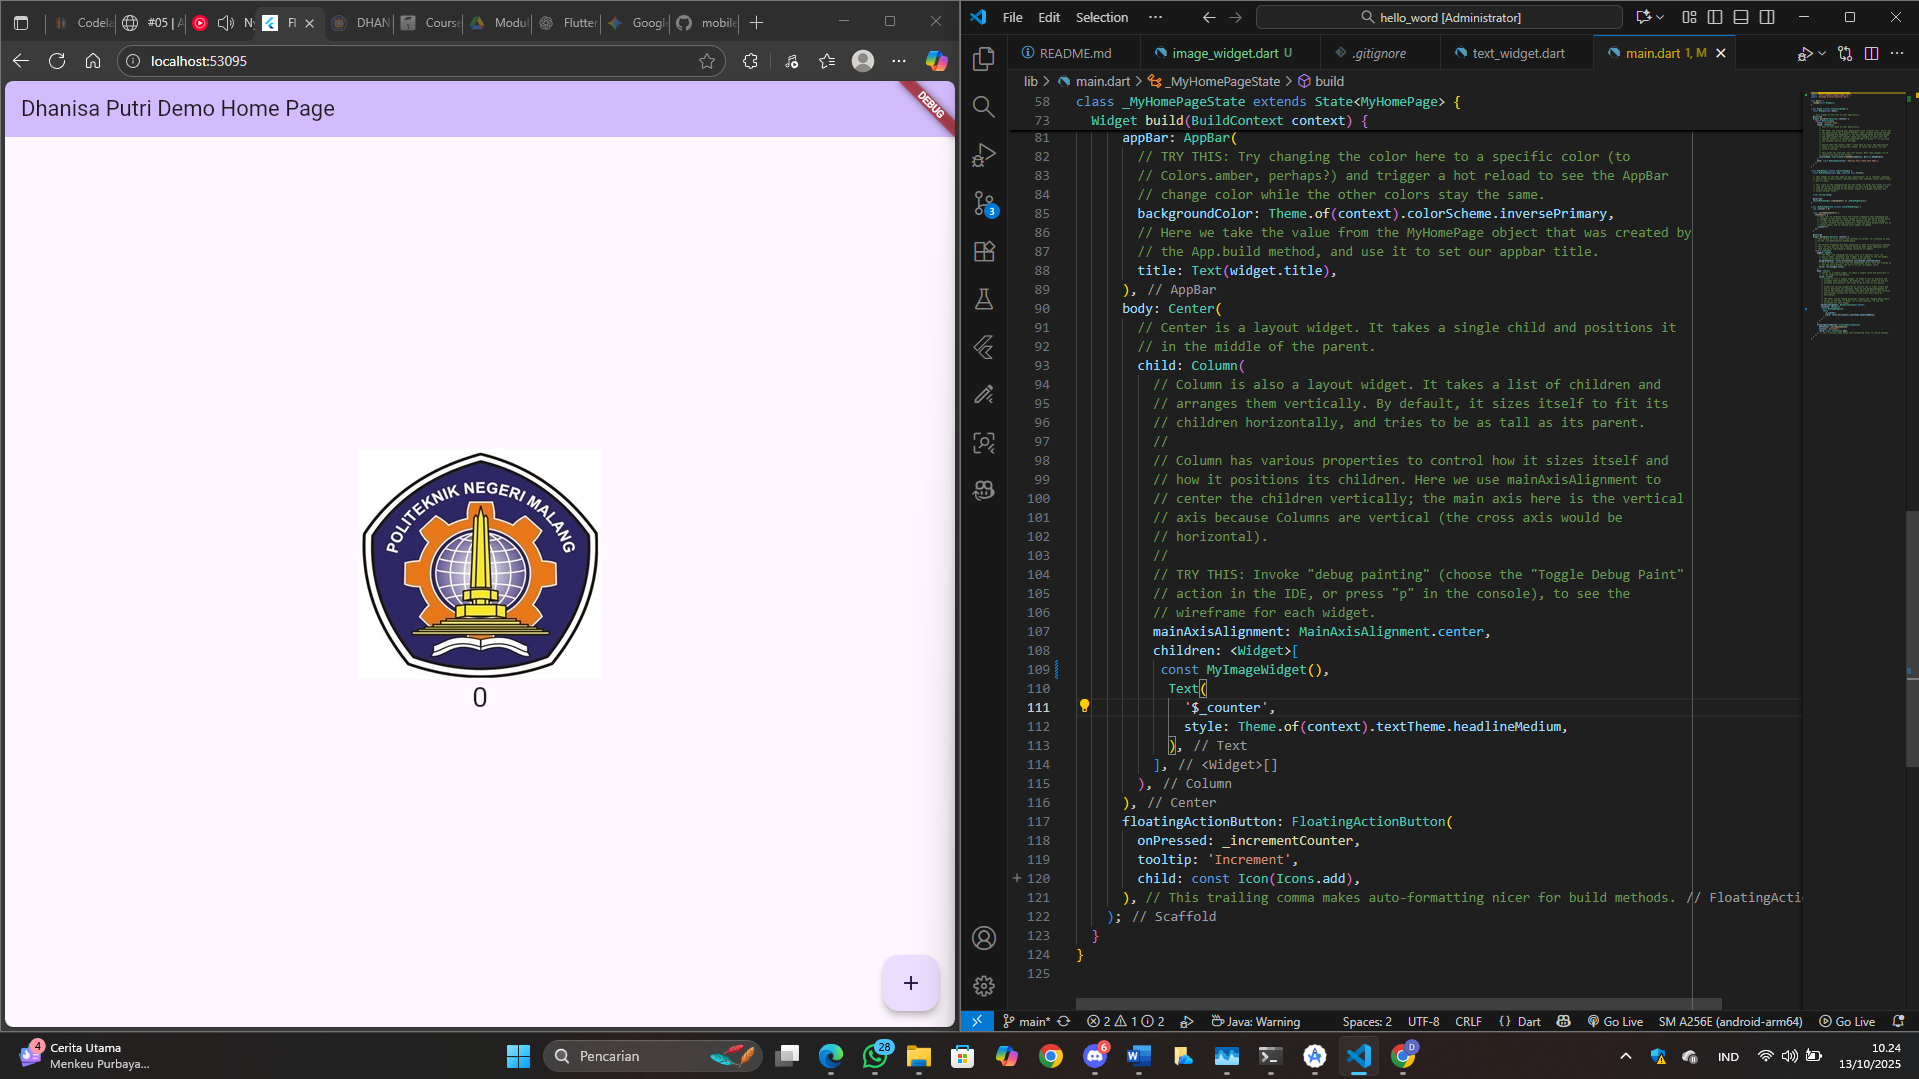 Codela
#05 | A
Ny
Fl
DHAN
Course
Modul
Flutter
Google
mobile
localhost:53095
Dhanisa Putri Demo Home Page
DEBUG
POLITEKNIK NEGERI MALANG
0
+
File
Edit
Selection
hello_word [Administrator]
README.md
image_widget.dart U
.gitignore
text_widget.dart
main.dart 1, M
lib > main.dart > _MyHomePageState > build
58 class _MyHomePageState extends State<MyHomePage> {
73 Widget build(BuildContext context) {
81 appBar: AppBar(
82 // TRY THIS: Try changing the color here to a specific color (to
83 // Colors.amber, perhaps?) and trigger a hot reload to see the AppBar
84 // change color while the other colors stay the same.
85 backgroundColor: Theme.of(context).colorScheme.inversePrimary,
86 // Here we take the value from the MyHomePage object that was created by
87 // the App.build method, and use it to set our appbar title.
88 title: Text(widget.title),
89 ), // AppBar
90 body: Center(
91 // Center is a layout widget. It takes a single child and positions it
92 // in the middle of the parent.
93 child: Column(
94 // Column is also a layout widget. It takes a list of children and
95 // arranges them vertically. By default, it sizes itself to fit its
96 // children horizontally, and tries to be as tall as its parent.
97 //
98 // Column has various properties to control how it sizes itself and
99 // how it positions its children. Here we use mainAxisAlignment to
100 // center the children vertically; the main axis here is the vertical
101 // axis because Columns are vertical (the cross axis would be
102 // horizontal).
103 //
104 // TRY THIS: Invoke "debug painting" (choose the "Toggle Debug Paint"
105 // action in the IDE, or press "p" in the console), to see the
106 // wireframe for each widget.
107 mainAxisAlignment: MainAxisAlignment.center,
108 children: <Widget>[
109 const MyImageWidget(),
110 Text(
111 '$_counter',
112 style: Theme.of(context).textTheme.headlineMedium,
113 ), // Text
114 ], // <Widget>[]
115 ), // Column
116 ), // Center
117 floatingActionButton: FloatingActionButton(
118 onPressed: _incrementCounter,
119 tooltip: 'Increment',
120 child: const Icon(Icons.add),
121 ), // This trailing comma makes auto-formatting nicer for build methods. // FloatingActi
122 ); // Scaffold
123 }
124 }
125
3
main*
2 1 2
Java: Warning
Spaces: 2
UTF-8
CRLF
{ } Dart
Go Live
SM A256E (android-arm64)
Go Live
4
Cerita Utama
Menkeu Purbaya...
Pencarian
28
6
D
IND
10.24
13/10/2025